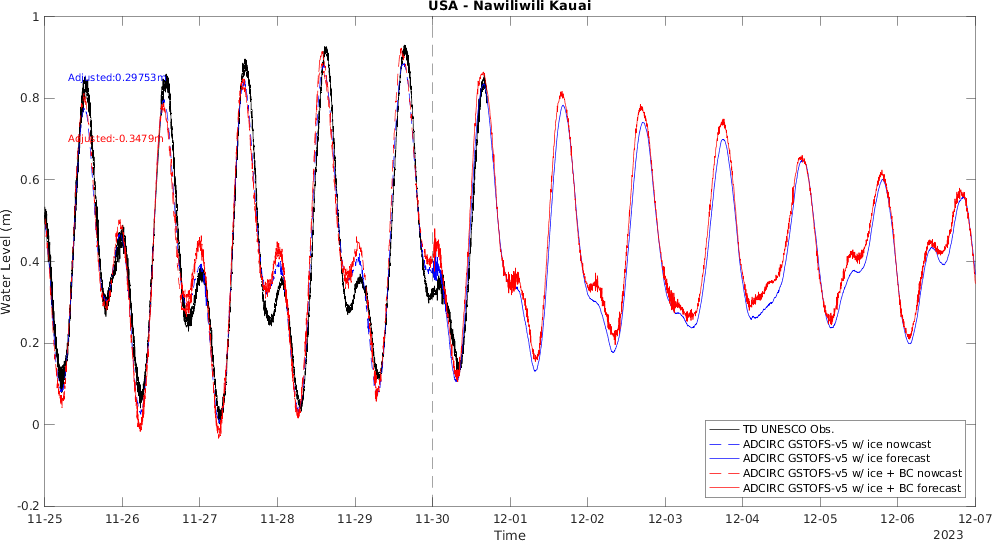 USA - Nawiliwili Kauai
Water Level (m)
1
0.8
0.6
0.4
0.2
0
-0.2
Adjusted:0.29753m
Adjusted:-0.3479m
TD UNESCO Obs.
ADCIRC GSTOFS-v5 w/ ice nowcast
ADCIRC GSTOFS-v5 w/ ice forecast
ADCIRC GSTOFS-v5 w/ ice + BC nowcast
ADCIRC GSTOFS-v5 w/ ice + BC forecast
11-25 11-26 11-27 11-28 11-29 11-30 12-01 12-02 12-03 12-04 12-05 12-06 12-07
Time
2023